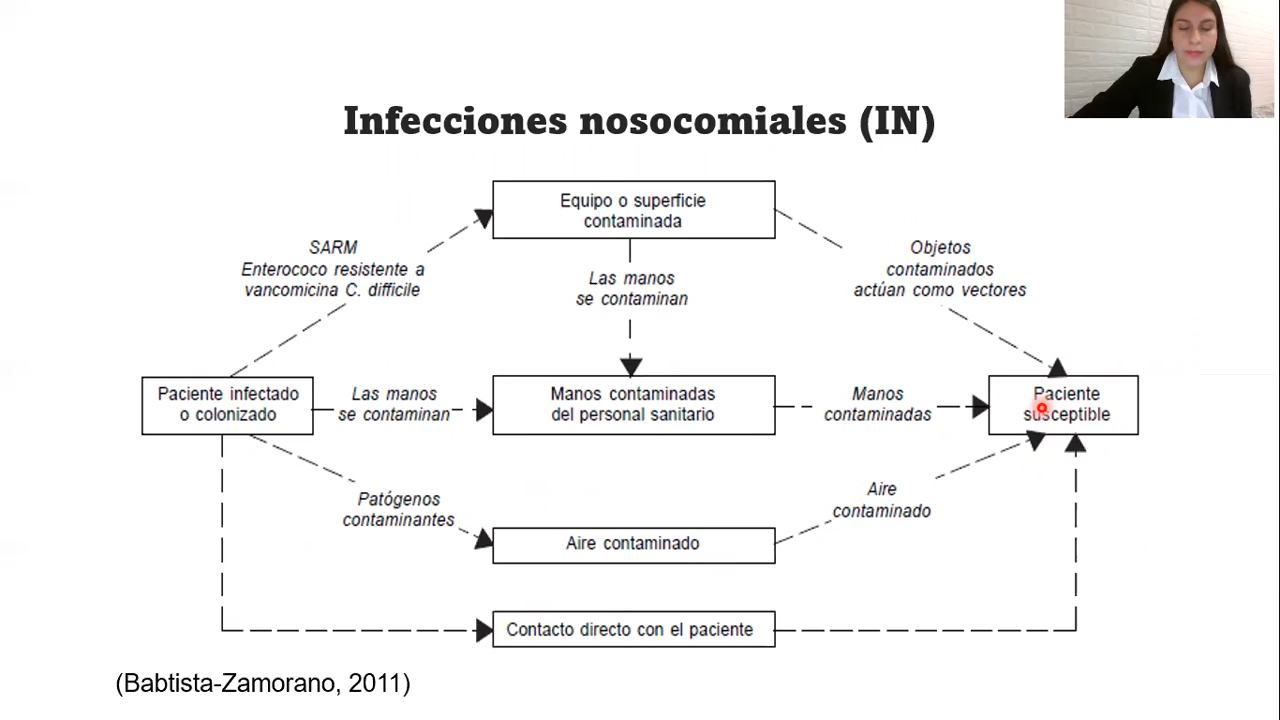 Infecciones nosocomiales (IN)
Equipo o superficie
contaminada
SARM
Enterococo resistente a
vancomicina C. difficile
Las manos
se contaminan
Objetos
contaminados
actúan como vectores
Paciente infectado
o colonizado
Las manos
se contaminan
Manos contaminadas
del personal sanitario
Manos
contaminadas
Paciente
susceptible
Patógenos
contaminantes
Aire
contaminado
Aire contaminado
Contacto directo con el paciente
(Babtista-Zamorano, 2011)